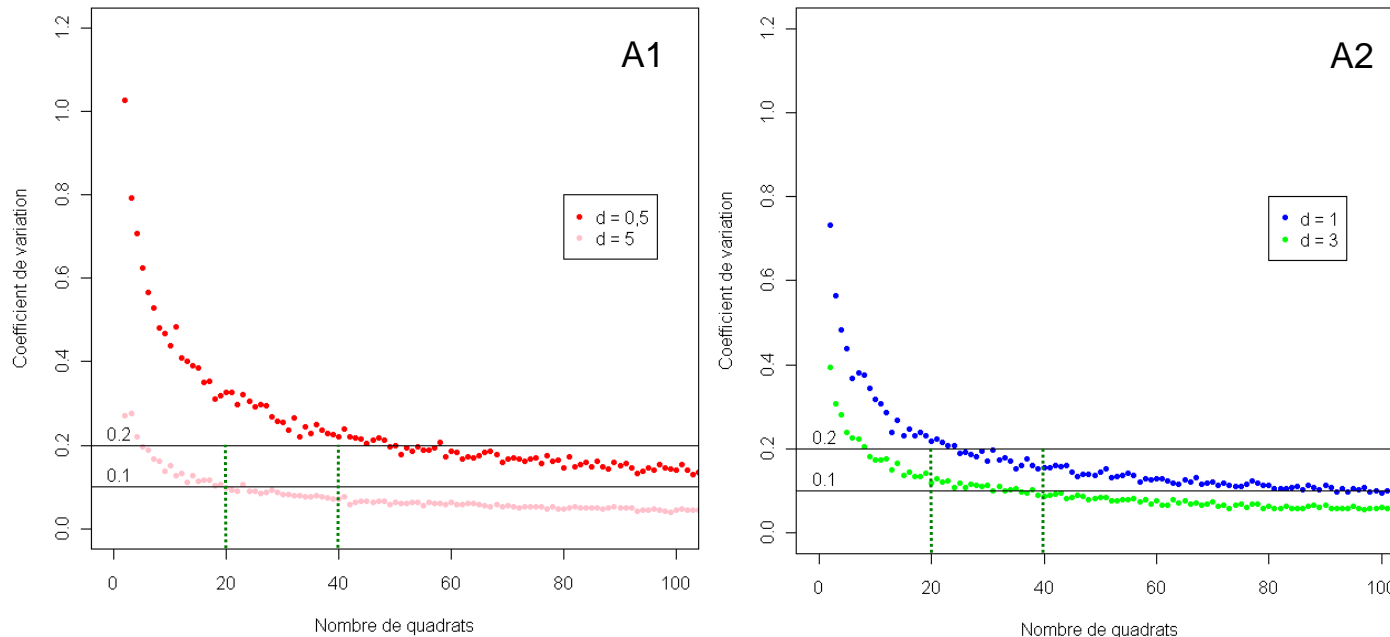 A1
1.2
1.0
0.8
0.6
0.4
0.2
0.0
Coefficient de variation
d = 0,5
d = 5
0.2
0.1
0 20 40 60 80 100
Nombre de quadrats
A2
1.2
1.0
0.8
0.6
0.4
0.2
0.0
Coefficient de variation
d = 1
d = 3
0.2
0.1
0 20 40 60 80 100
Nombre de quadrats